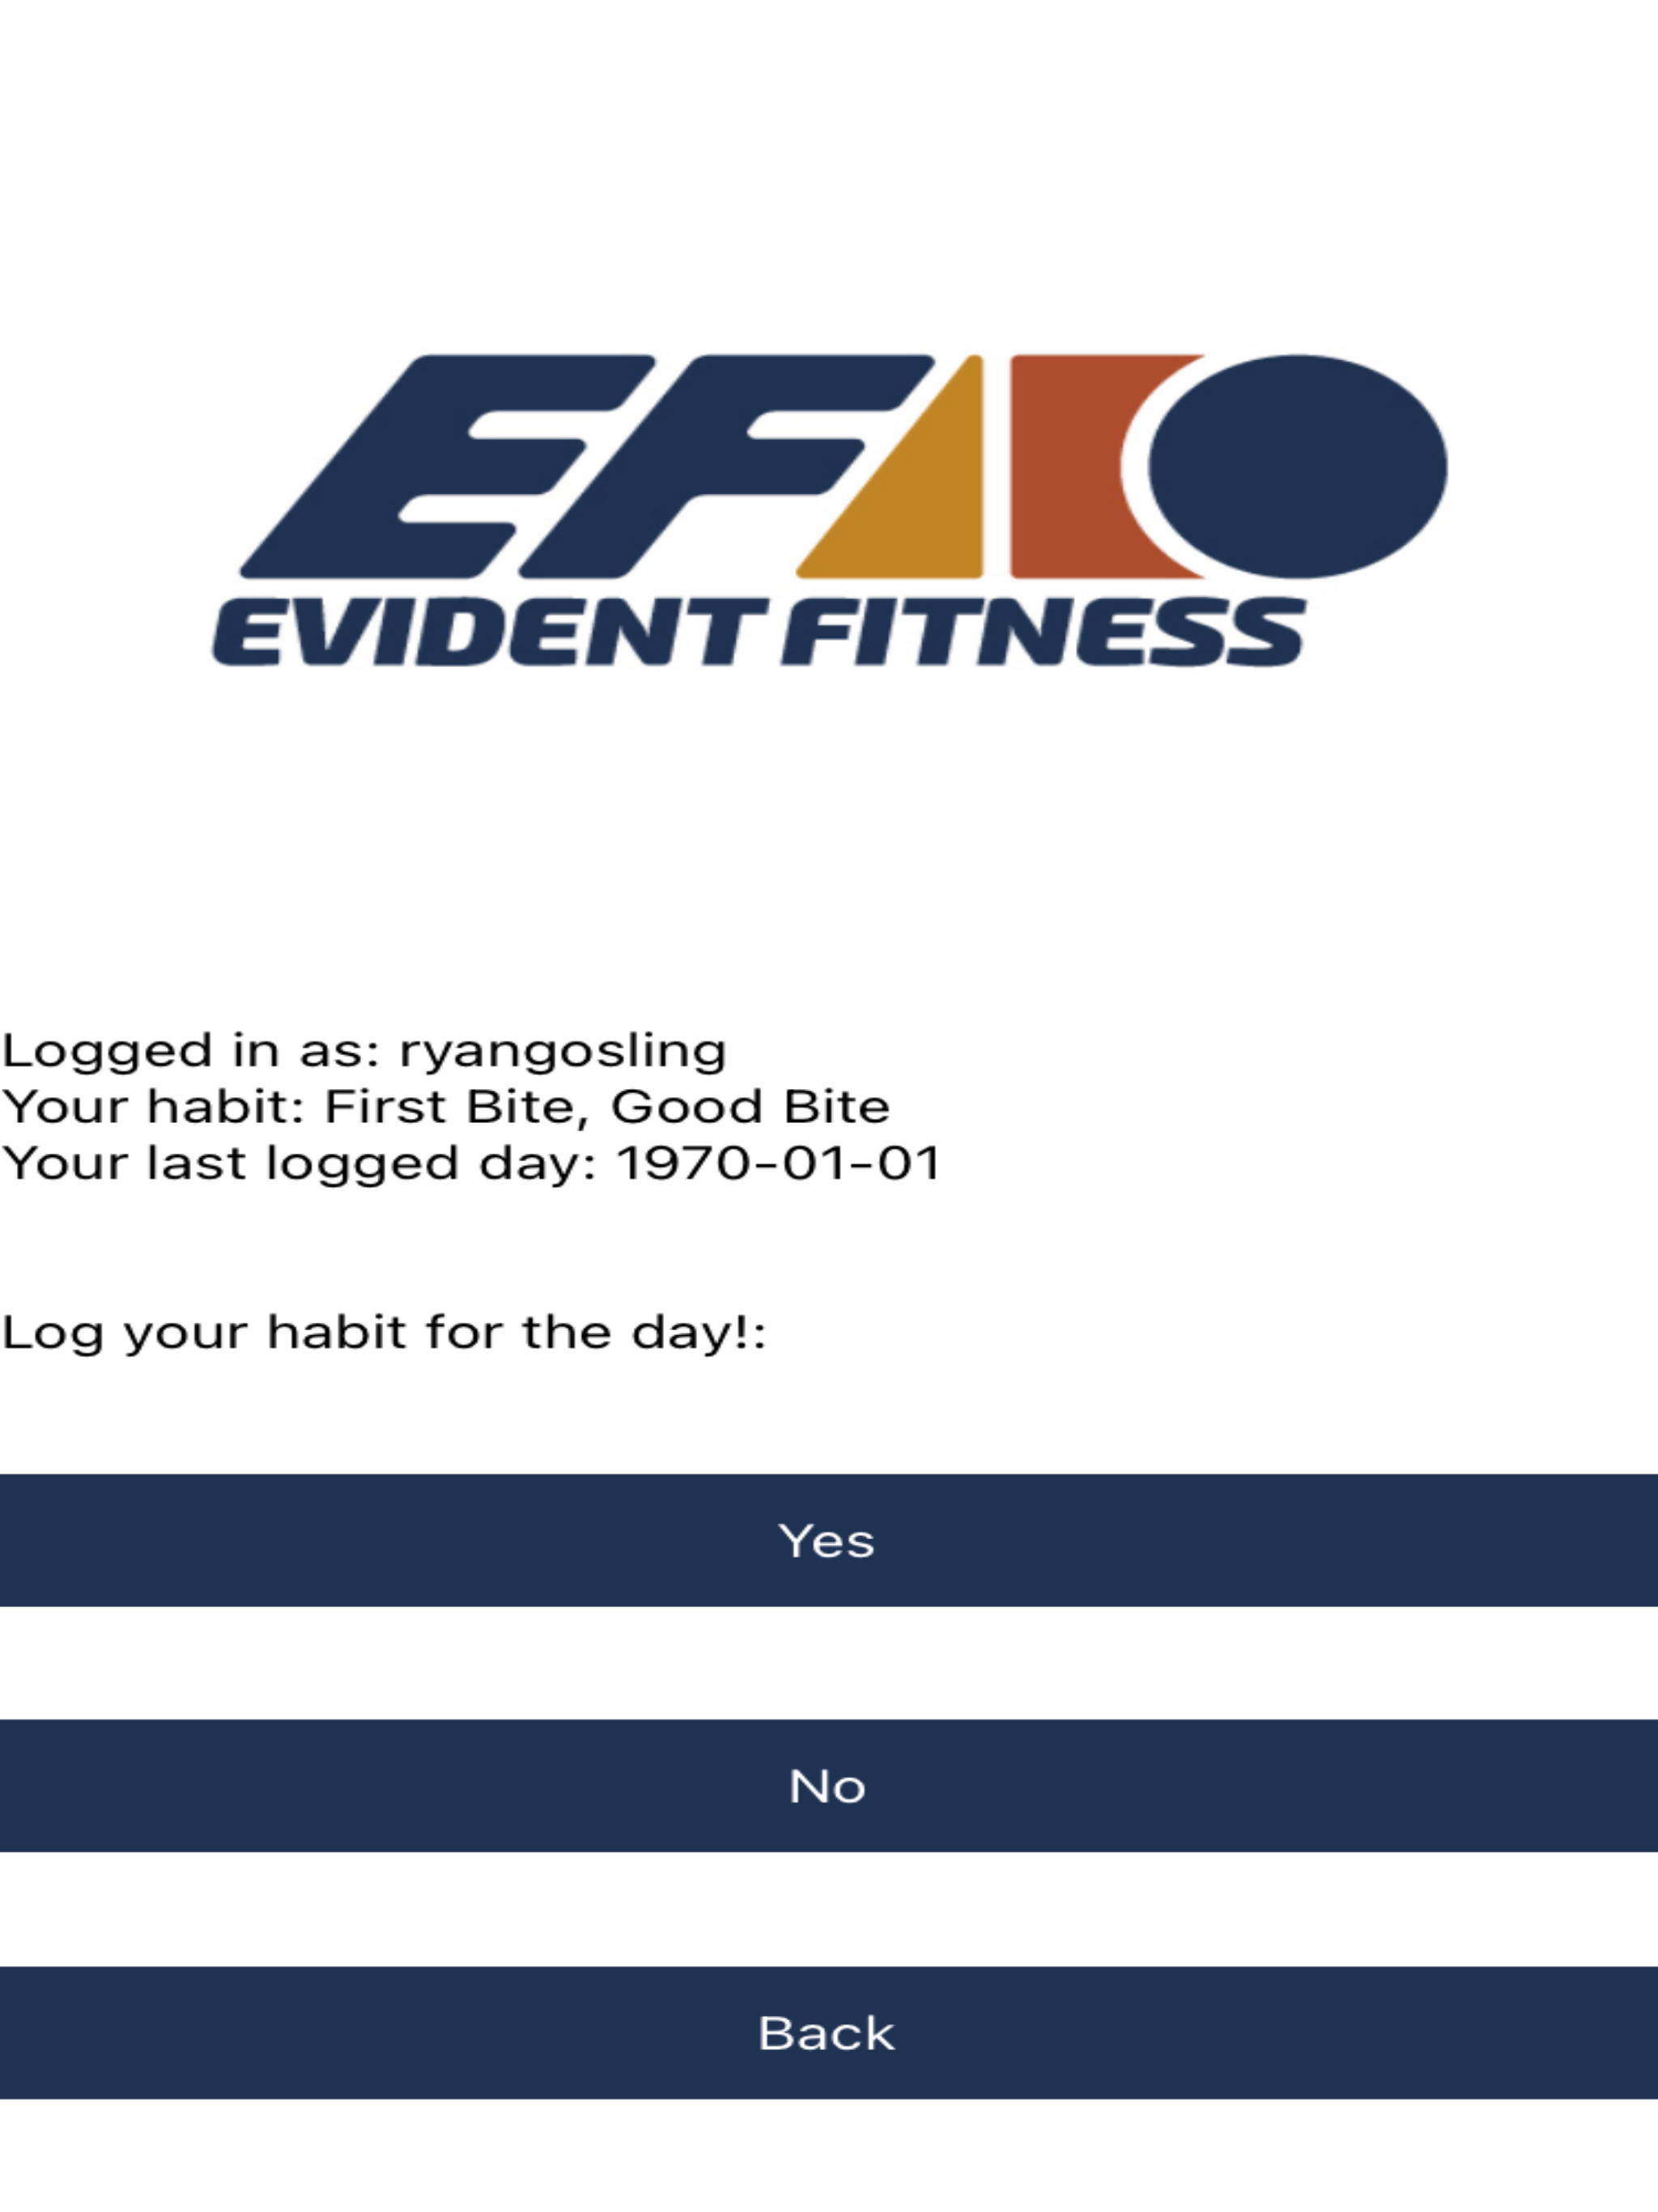 EF
EVIDENT FITNESS
Logged in as: ryangosling
Your habit: First Bite, Good Bite
Your last logged day: 1970-01-01
Log your habit for the day!:
Yes
No
Back